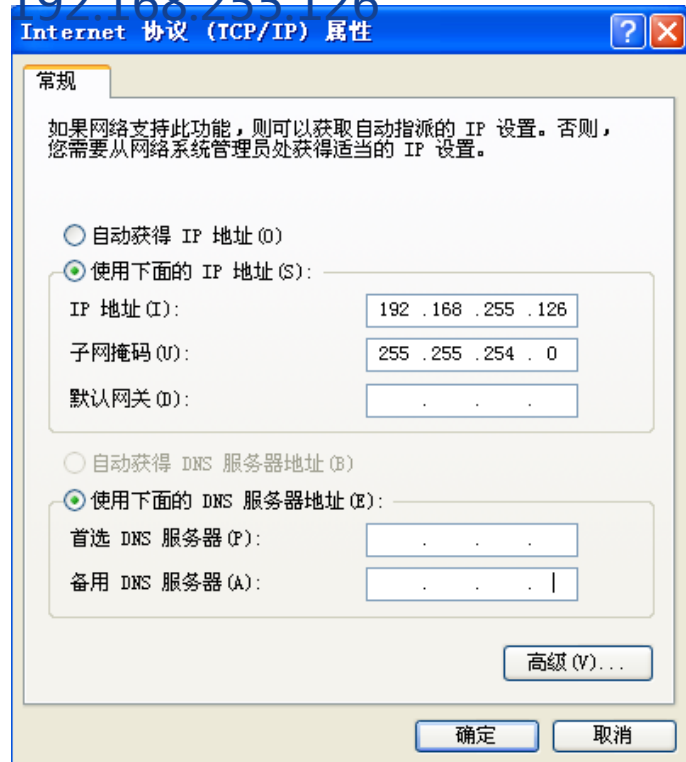 192.168.255.126
Internet 协议 (TCP/IP) 属性
常规
如果网络支持此功能，则可以获取自动指派的 IP 设置。否则，
您需要从网络系统管理员处获得适当的 IP 设置。
自动获得 IP 地址(O)
使用下面的 IP 地址(S):
IP 地址(I): 192 .168 .255 .126
子网掩码(U): 255 .255 .254 . 0
默认网关(D): . . .
自动获得 DNS 服务器地址(B)
使用下面的 DNS 服务器地址(E):
首选 DNS 服务器(P): . . .
备用 DNS 服务器(A): . . .
高级(V)...
确定 取消